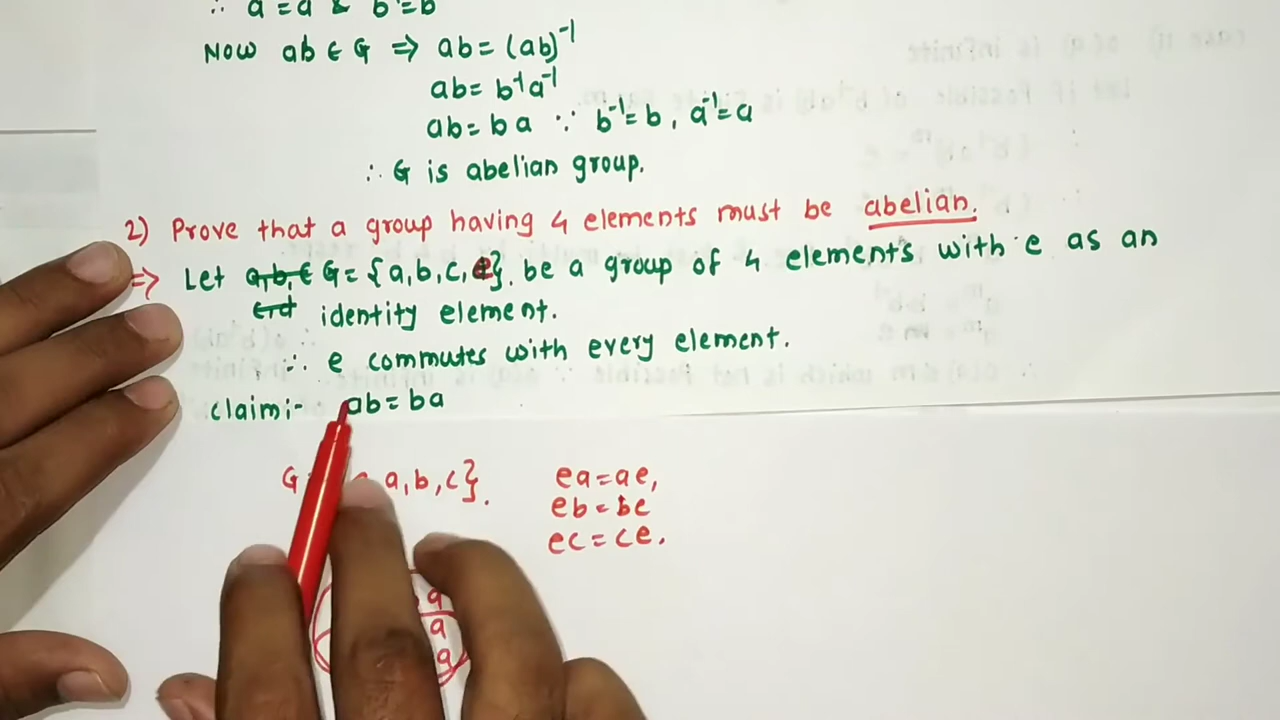 ∴ a = a & b = b
Now ab ∈ G ⇒ ab = (ab)⁻¹
ab = b⁻¹a⁻¹
ab = ba ∵ b⁻¹ = b, a⁻¹ = a
∴ G is abelian group.
2) Prove that a group having 4 elements must be abelian.
⇒ Let a,b, ∈ G = {a, b, c, e}. be a group of 4 elements with e as an
identity element.
∴ e commutes with every element.
claim:- ab = ba
G a, b, c}.
ea = ae,
eb = be
ec = ce.
a
a
a